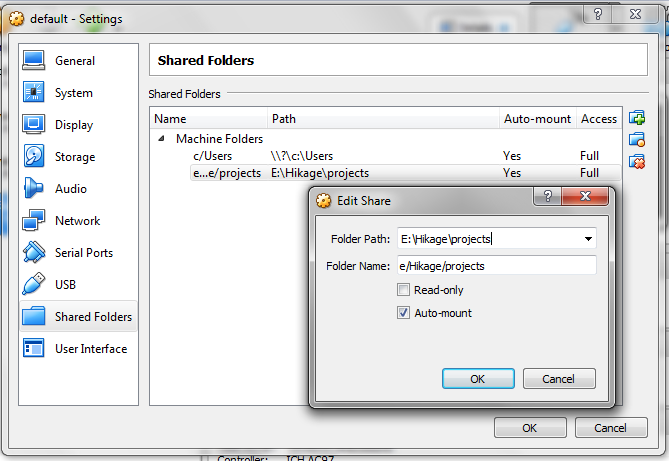 default - Settings
General
System
Display
Storage
Audio
Network
Serial Ports
USB
Shared Folders
User Interface
Shared Folders
Shared Folders
Name Path Auto-mount Access
Machine Folders
c/Users \\?\c:\Users Yes Full
e...e/projects E:\Hikage\projects Yes Full
Edit Share
Folder Path: E:\Hikage\projects
Folder Name: e/Hikage/projects
Read-only
Auto-mount
OK Cancel
OK Cancel
Controller: ICH AC97